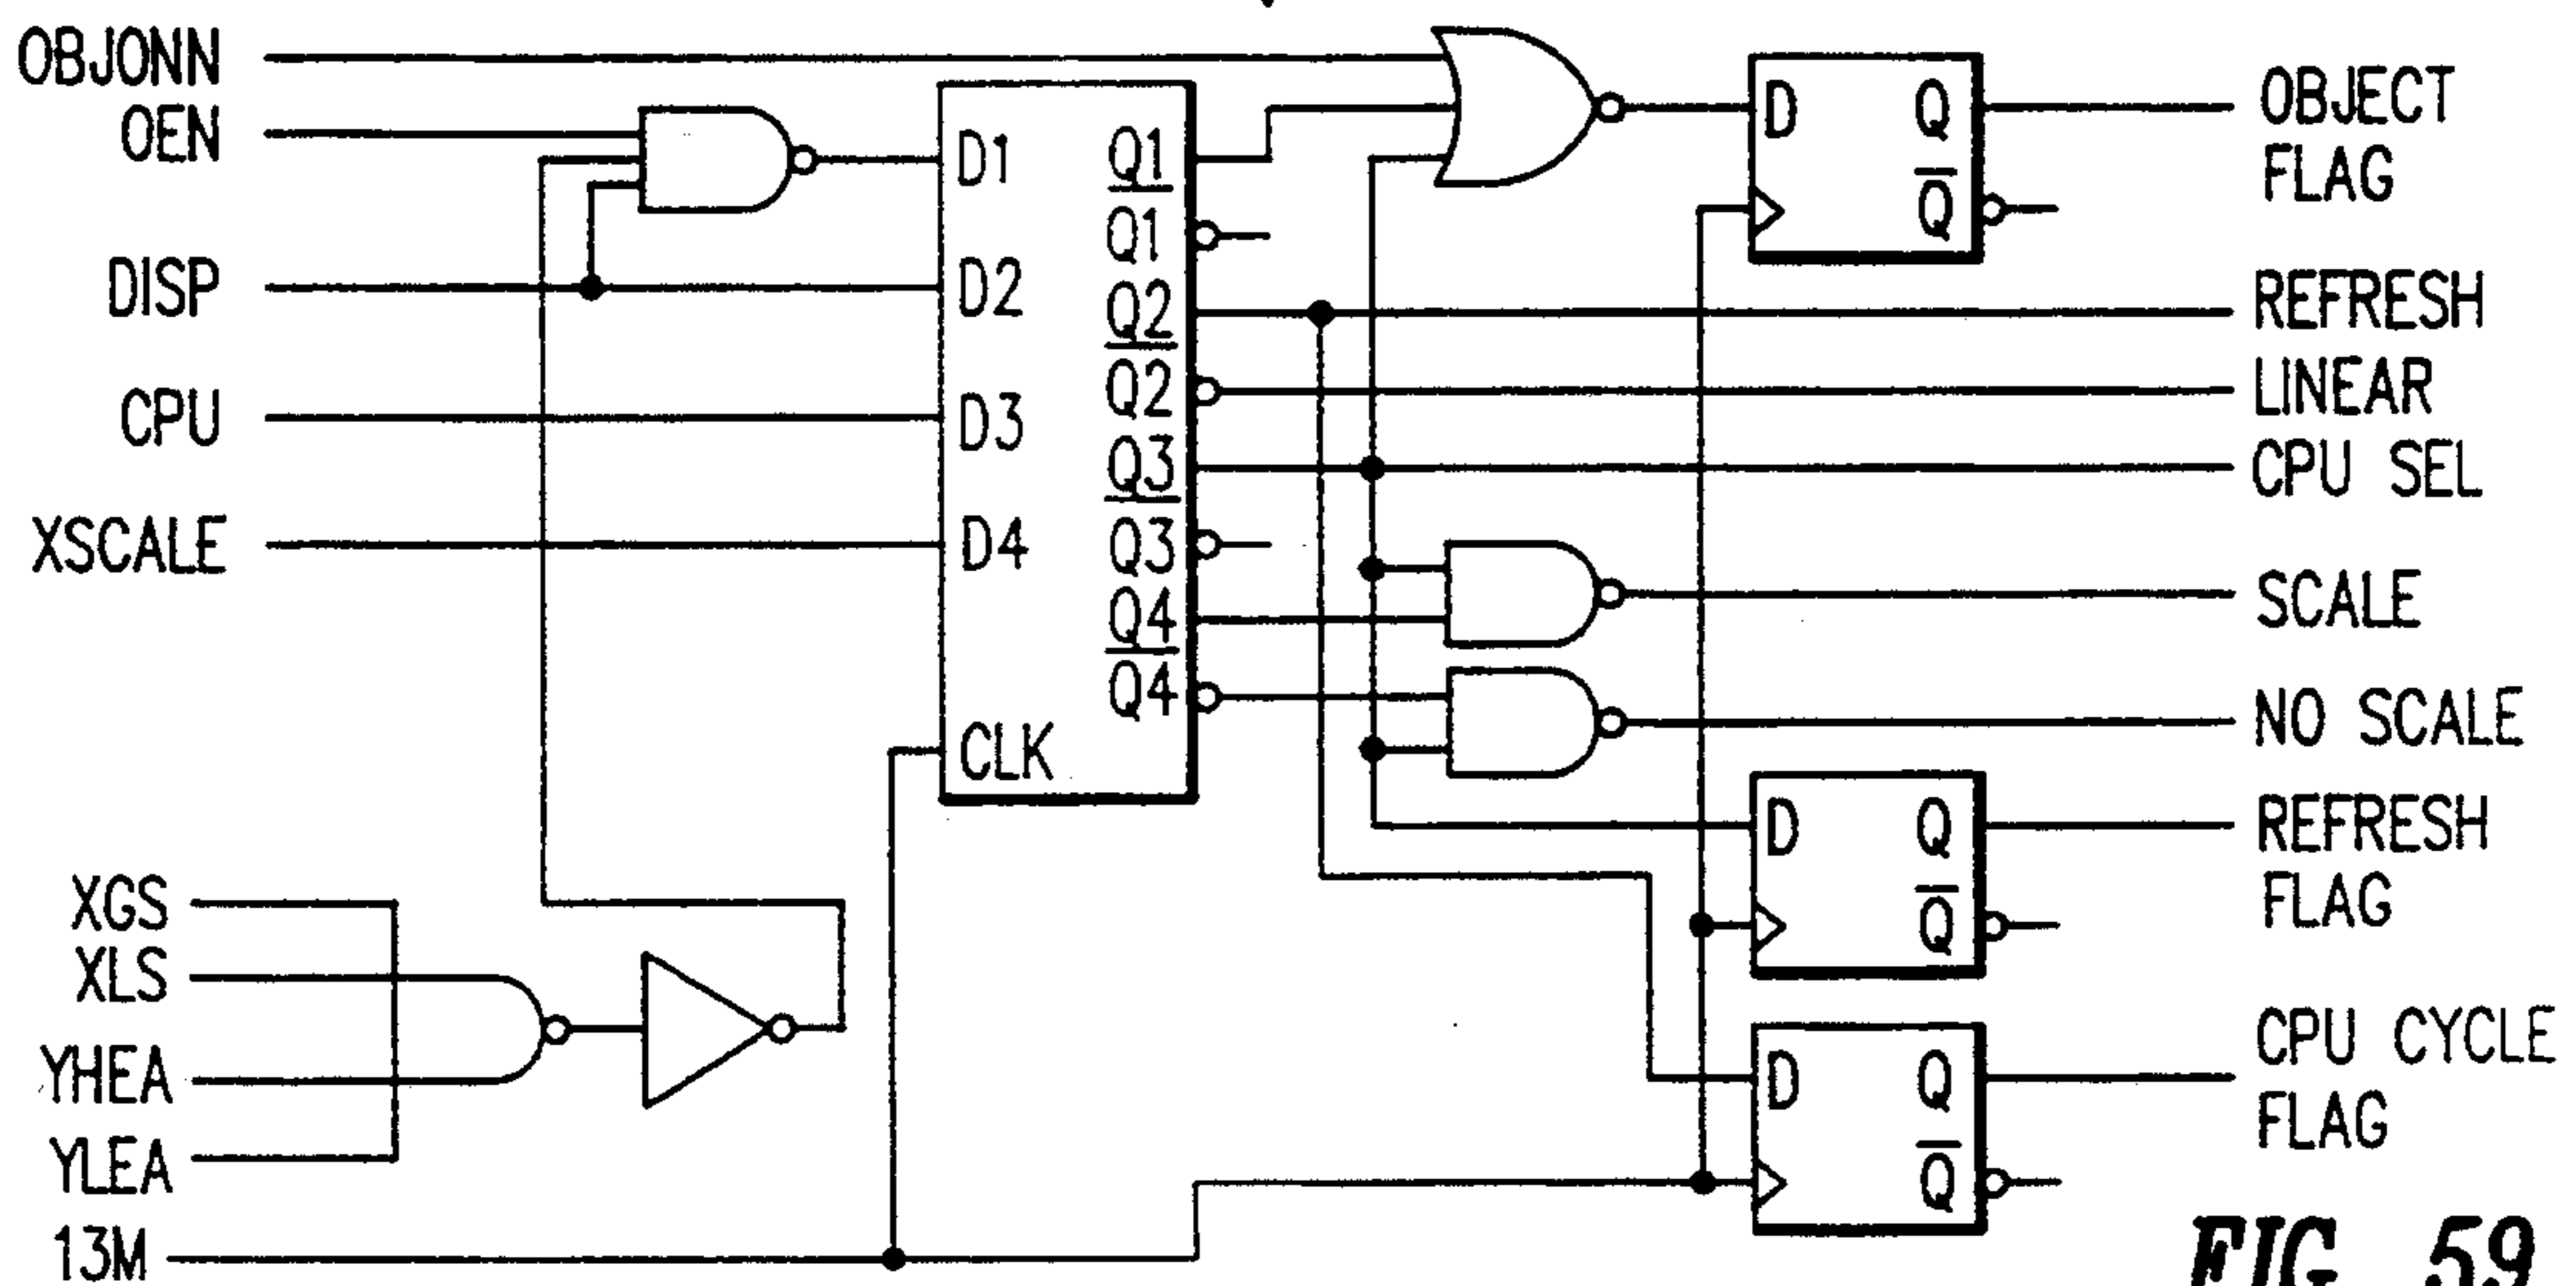 OBJONN
OEN
DISP
CPU
XSCALE
XGS
XLS
YHEA
YLEA
13M
D1
D2
D3
D4
CLK
Q1
Q1
Q2
Q2
Q3
Q3
Q4
Q4
D Q
Q
D Q
Q
D Q
Q
OBJECT
FLAG
REFRESH
LINEAR
CPU SEL
SCALE
NO SCALE
REFRESH
FLAG
CPU CYCLE
FLAG
FIG. 59